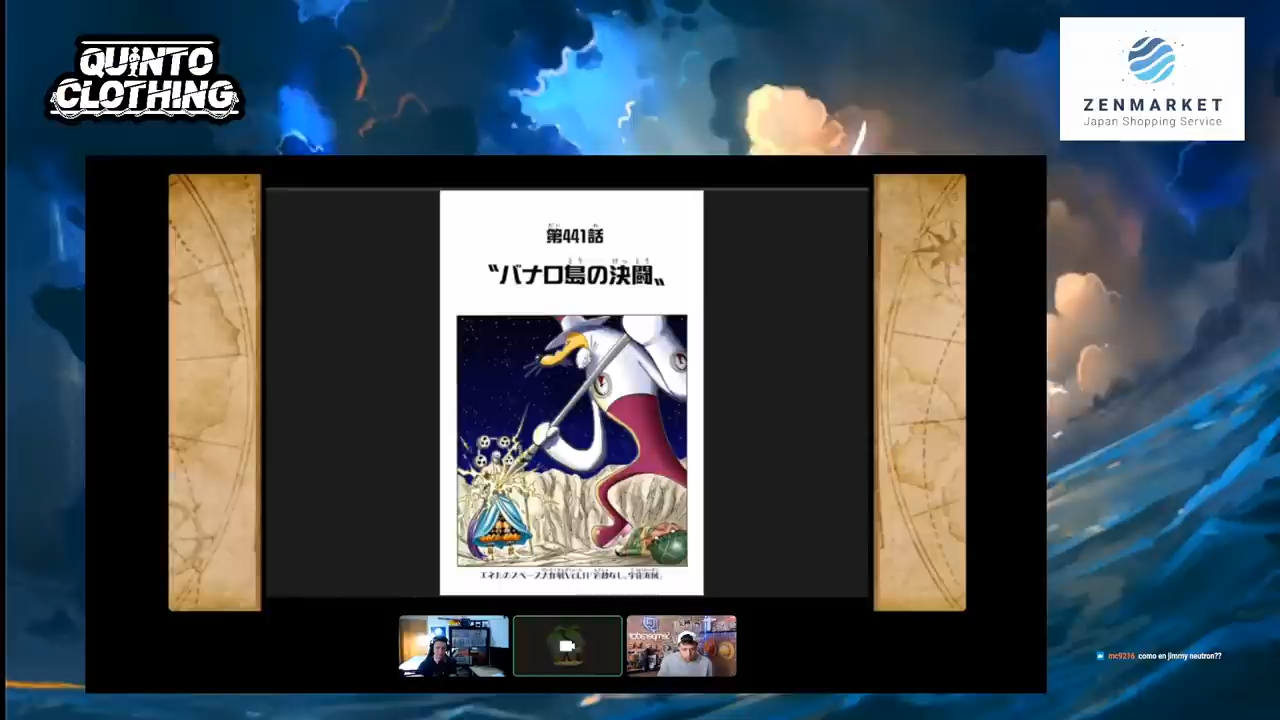 QUINTO
CLOTHING
ZENMARKET
Japan Shopping Service
第441話
〝バナロ島の決闘〟
mc9216 como en jimmy neutron??